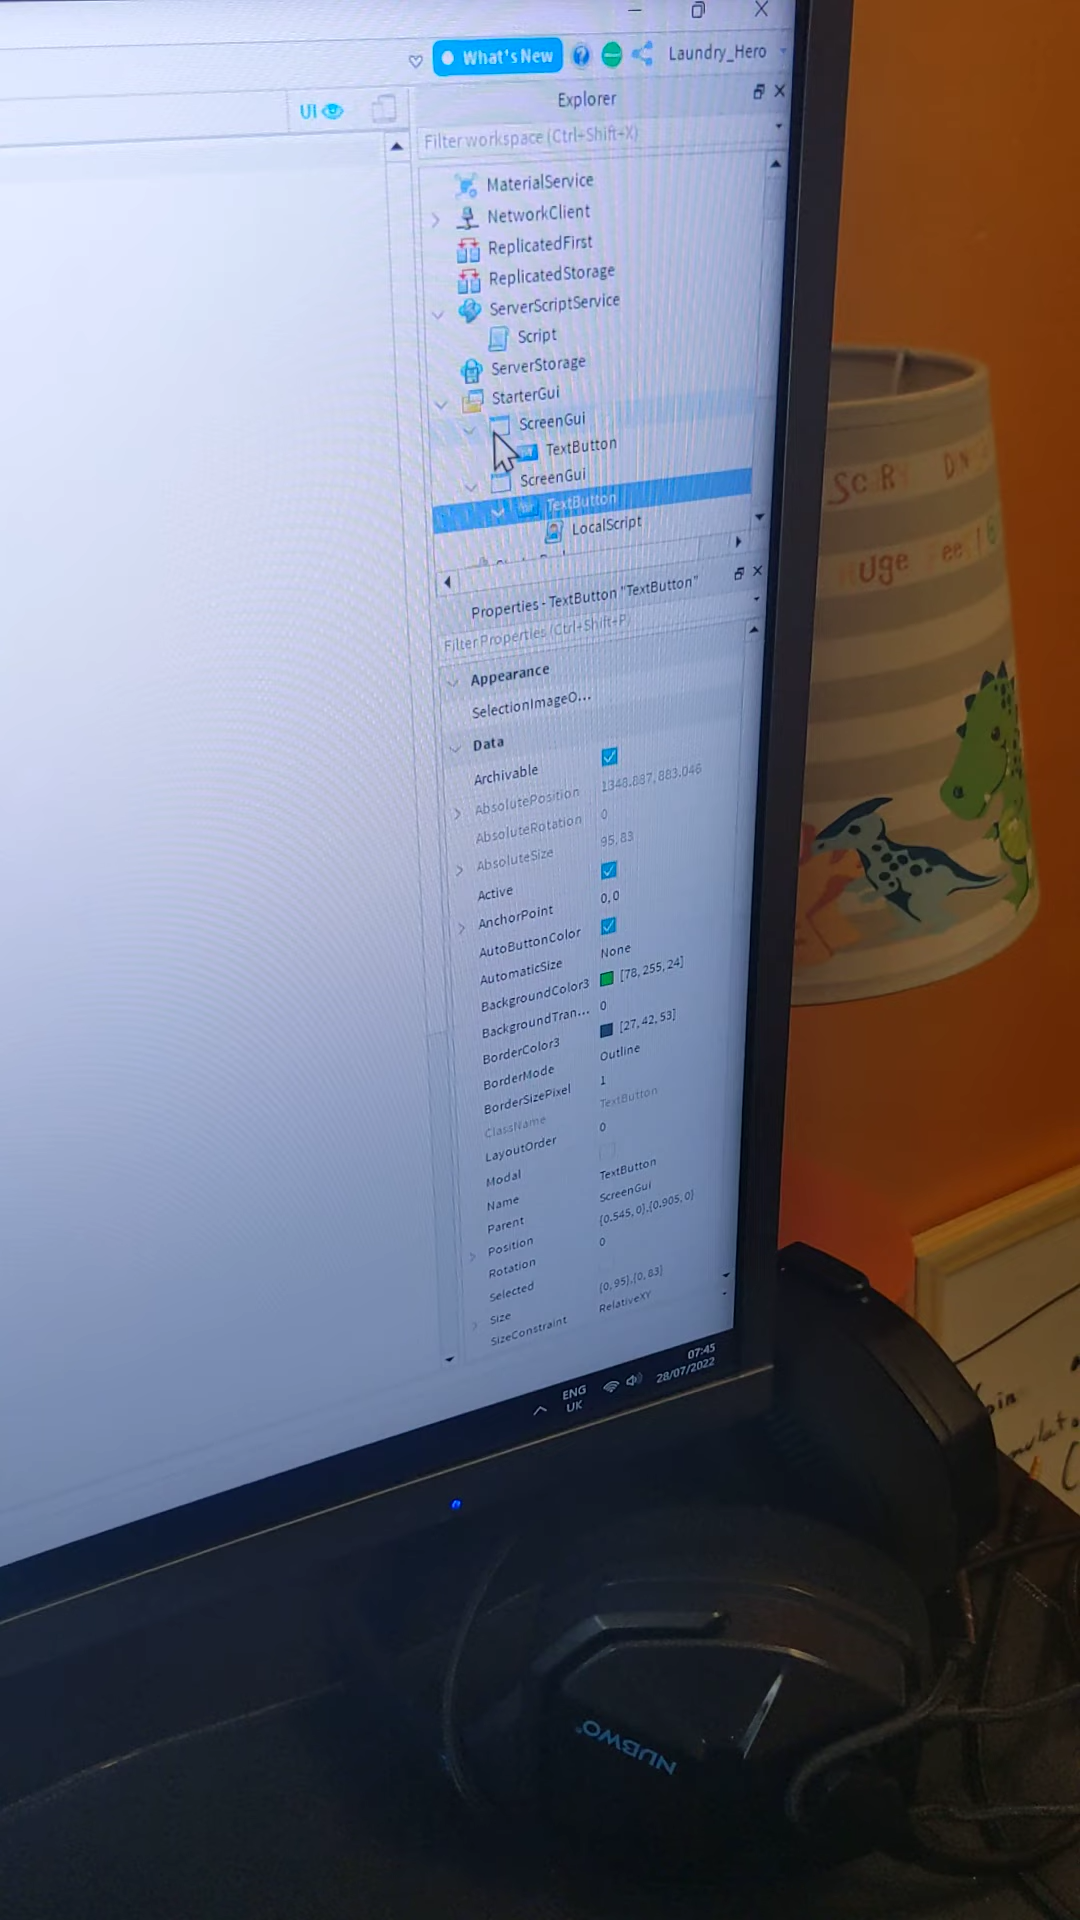 What's New
Laundry_Hero
UI
Explorer
Filter workspace (Ctrl+Shift+X)
MaterialService
NetworkClient
ReplicatedFirst
ReplicatedStorage
ServerScriptService
Script
ServerStorage
StarterGui
ScreenGui
TextButton
ScreenGui
TextButton
LocalScript
Properties - TextButton "TextButton"
Filter Properties (Ctrl+Shift+P)
Appearance
SelectionImageO...
Data
Archivable
AbsolutePosition 1348.887, 883.046
AbsoluteRotation 0
AbsoluteSize 95, 83
Active
AnchorPoint 0, 0
AutoButtonColor
AutomaticSize None
BackgroundColor3 [78, 255, 24]
BackgroundTran... 0
BorderColor3 [27, 42, 53]
BorderMode Outline
BorderSizePixel 1
ClassName TextButton
LayoutOrder 0
Modal
Name TextButton
Parent ScreenGui
Position {0.545, 0},{0.905, 0}
Rotation 0
Selected
Size {0, 95},{0, 83}
SizeConstraint RelativeXY
ENG
UK
07:45
28/07/2022
NUBWO